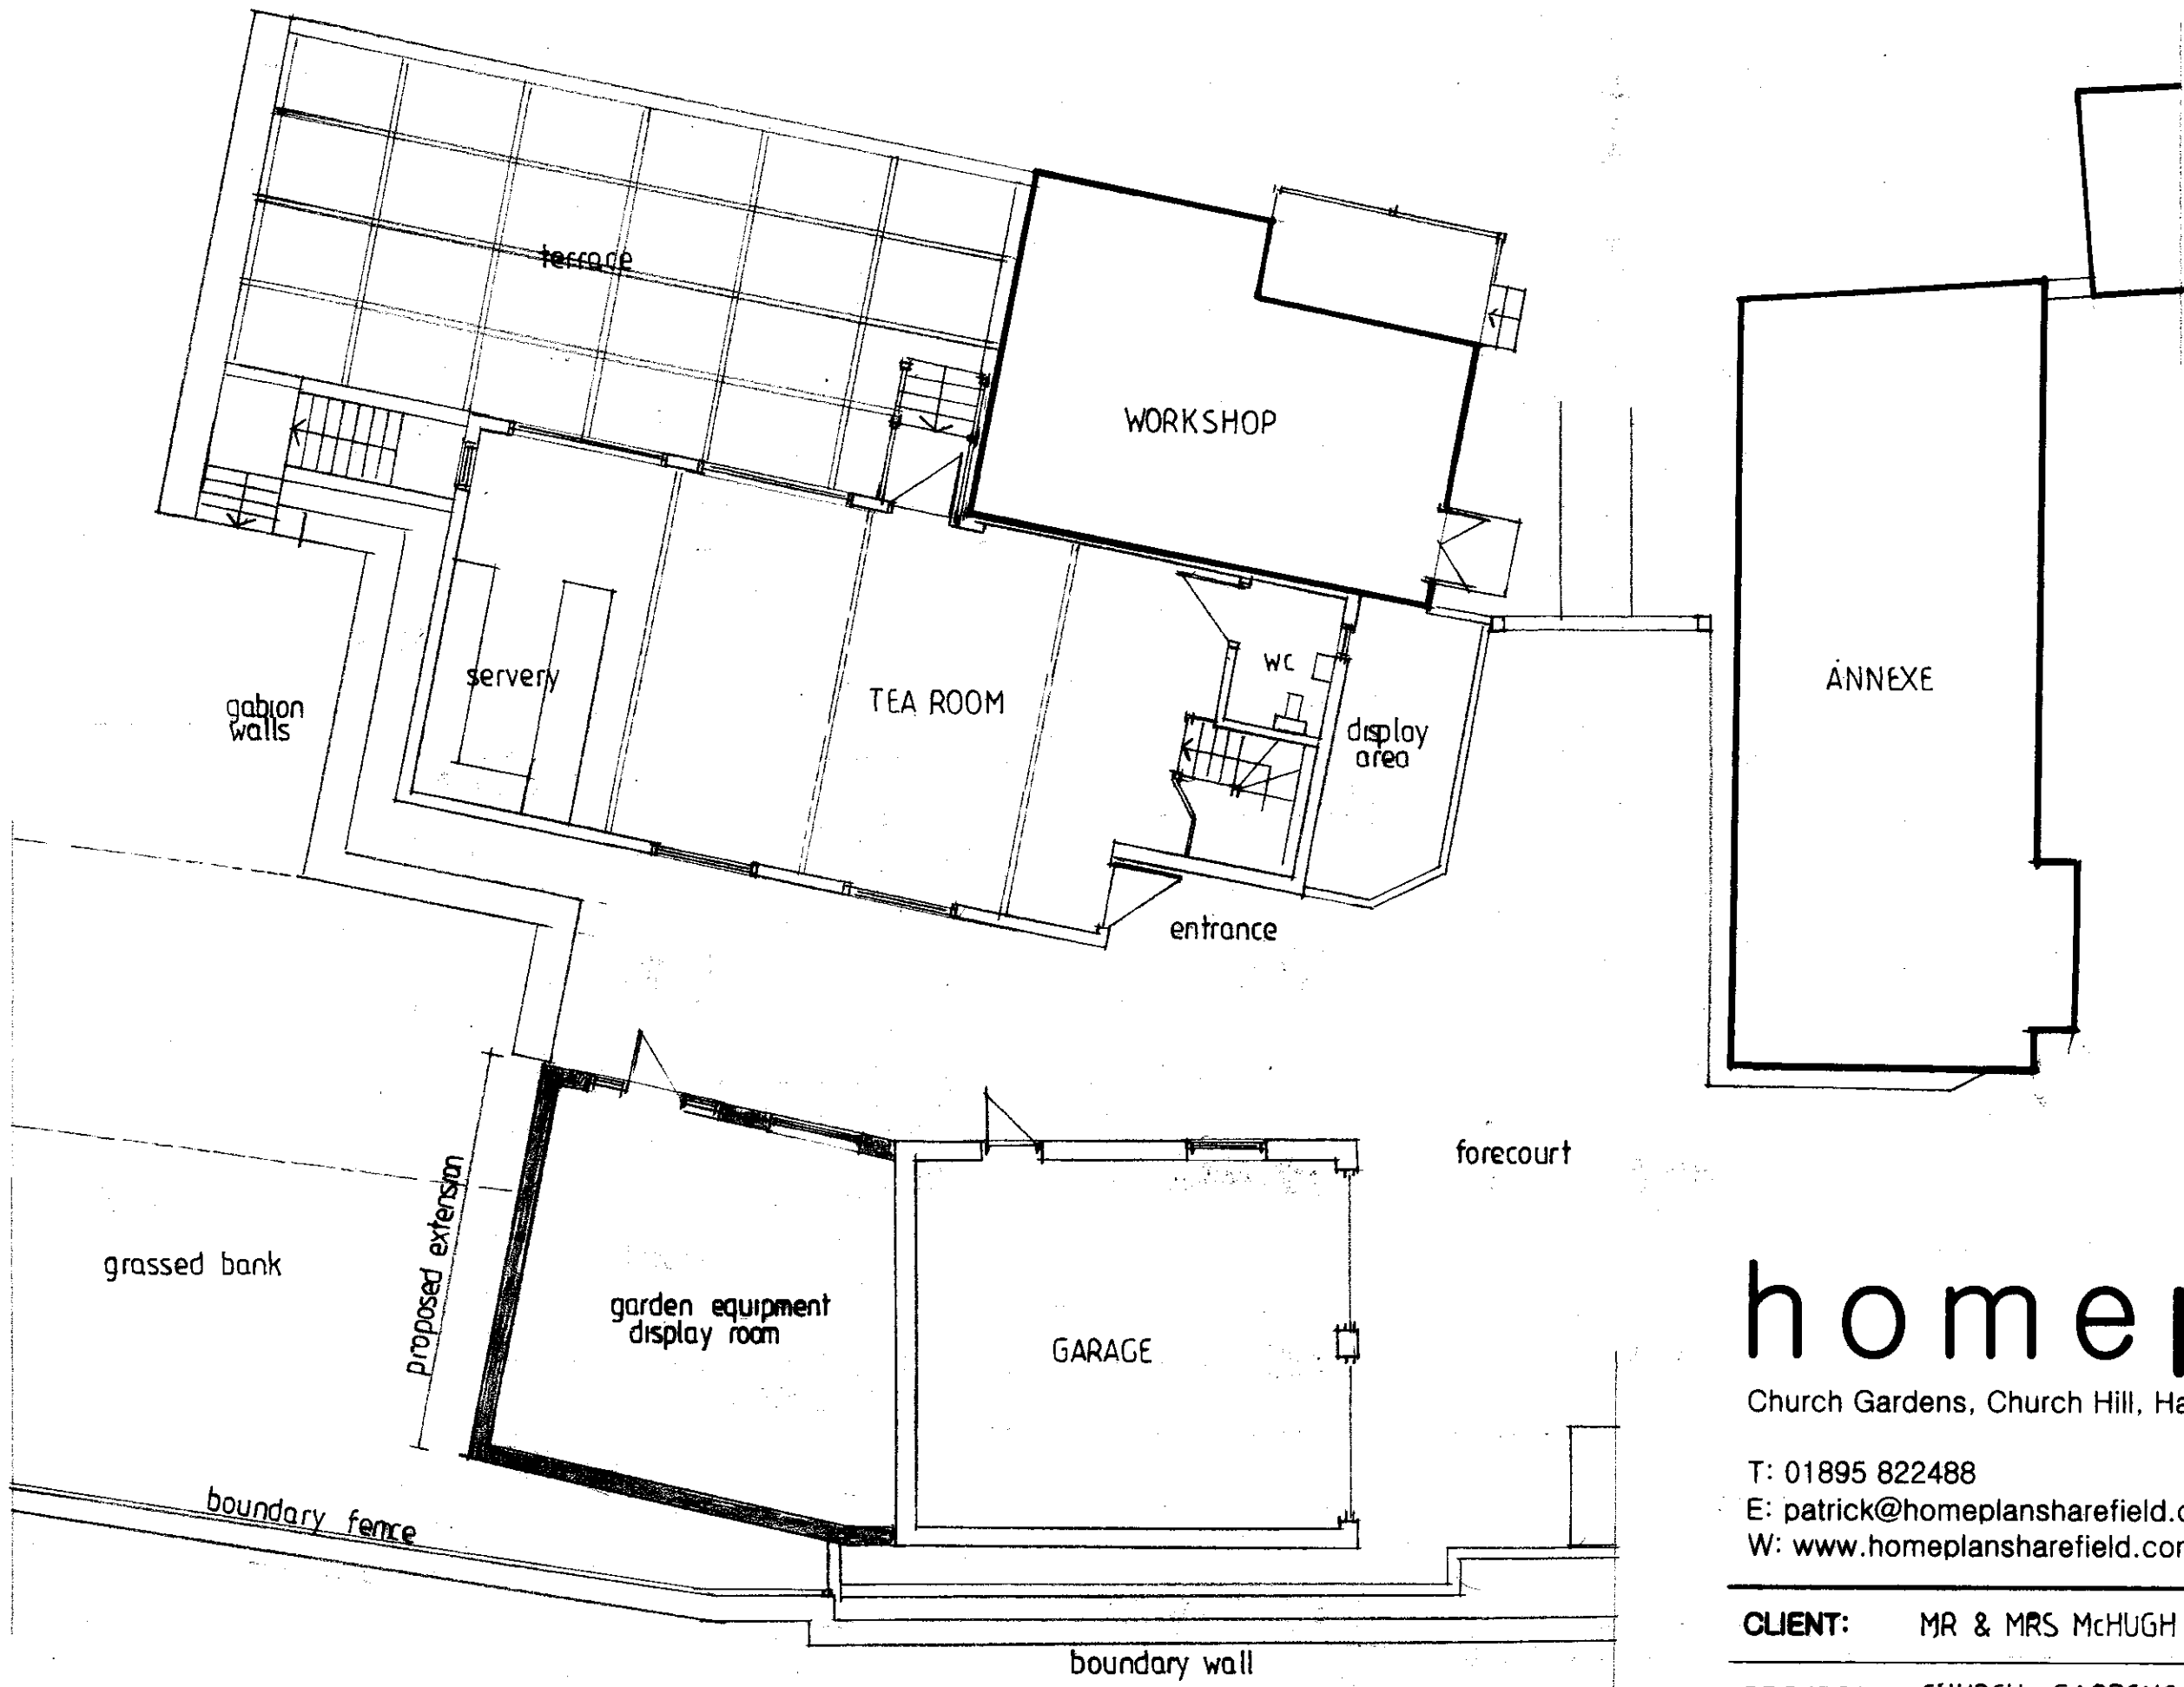 terrace
WORKSHOP
servery
TEA ROOM
wc
display
area
ANNEXE
gabion
walls
entrance
forecourt
proposed extension
grassed bank
garden equipment
display room
GARAGE
boundary fence
boundary wall
homep
Church Gardens, Church Hill, Ha
T: 01895 822488
E: patrick@homeplansharefield.c
W: www.homeplansharefield.com
CLIENT: MR & MRS McHUGH